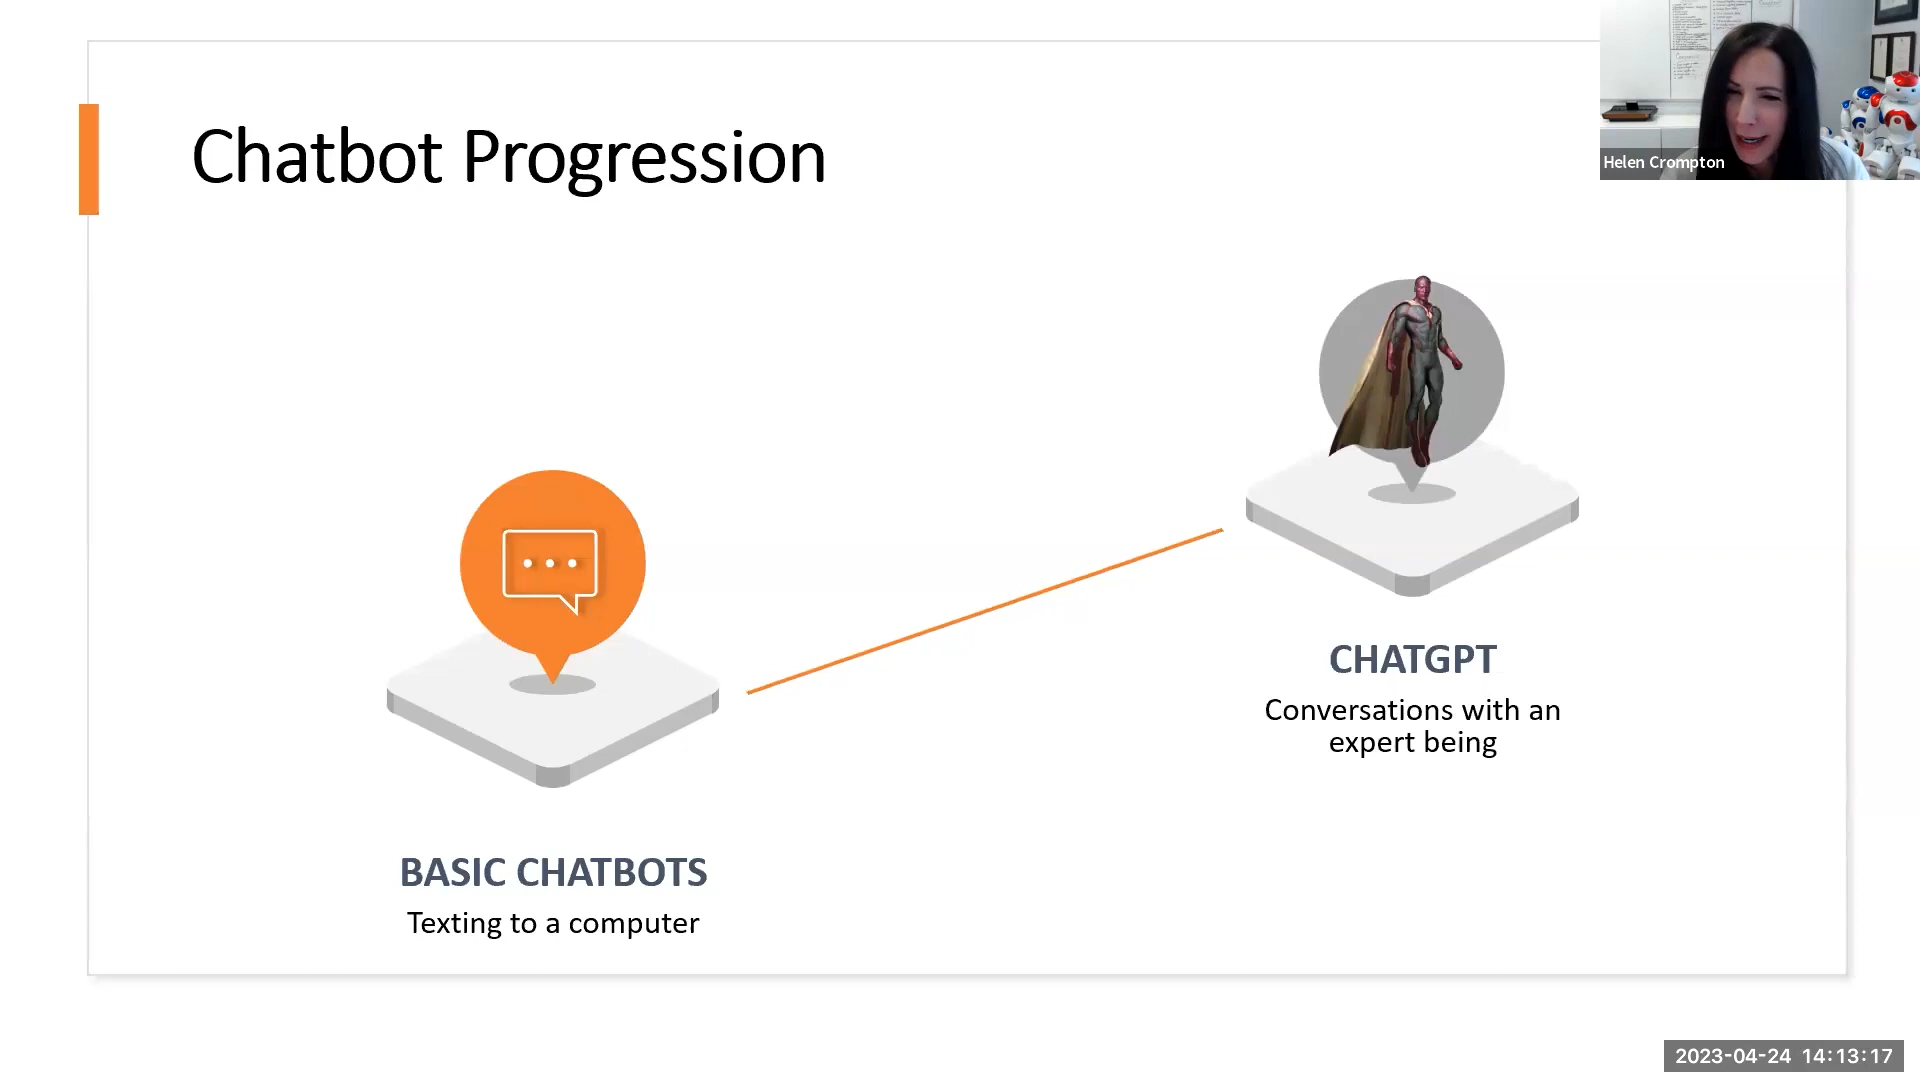 Chatbot Progression
Helen Crompton
CHATGPT
Conversations with an
expert being
BASIC CHATBOTS
Texting to a computer
2023-04-24 14:13:17